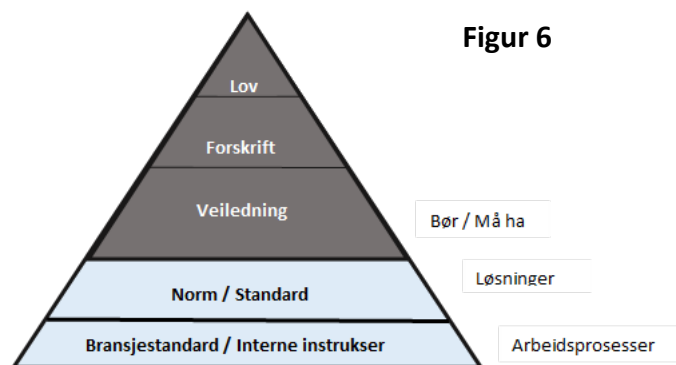 Figur 6
Lov
Forskrift
Veiledning
Bør / Må ha
Løsninger
Norm / Standard
Bransjestandard / Interne instrukser
Arbeidsprosesser